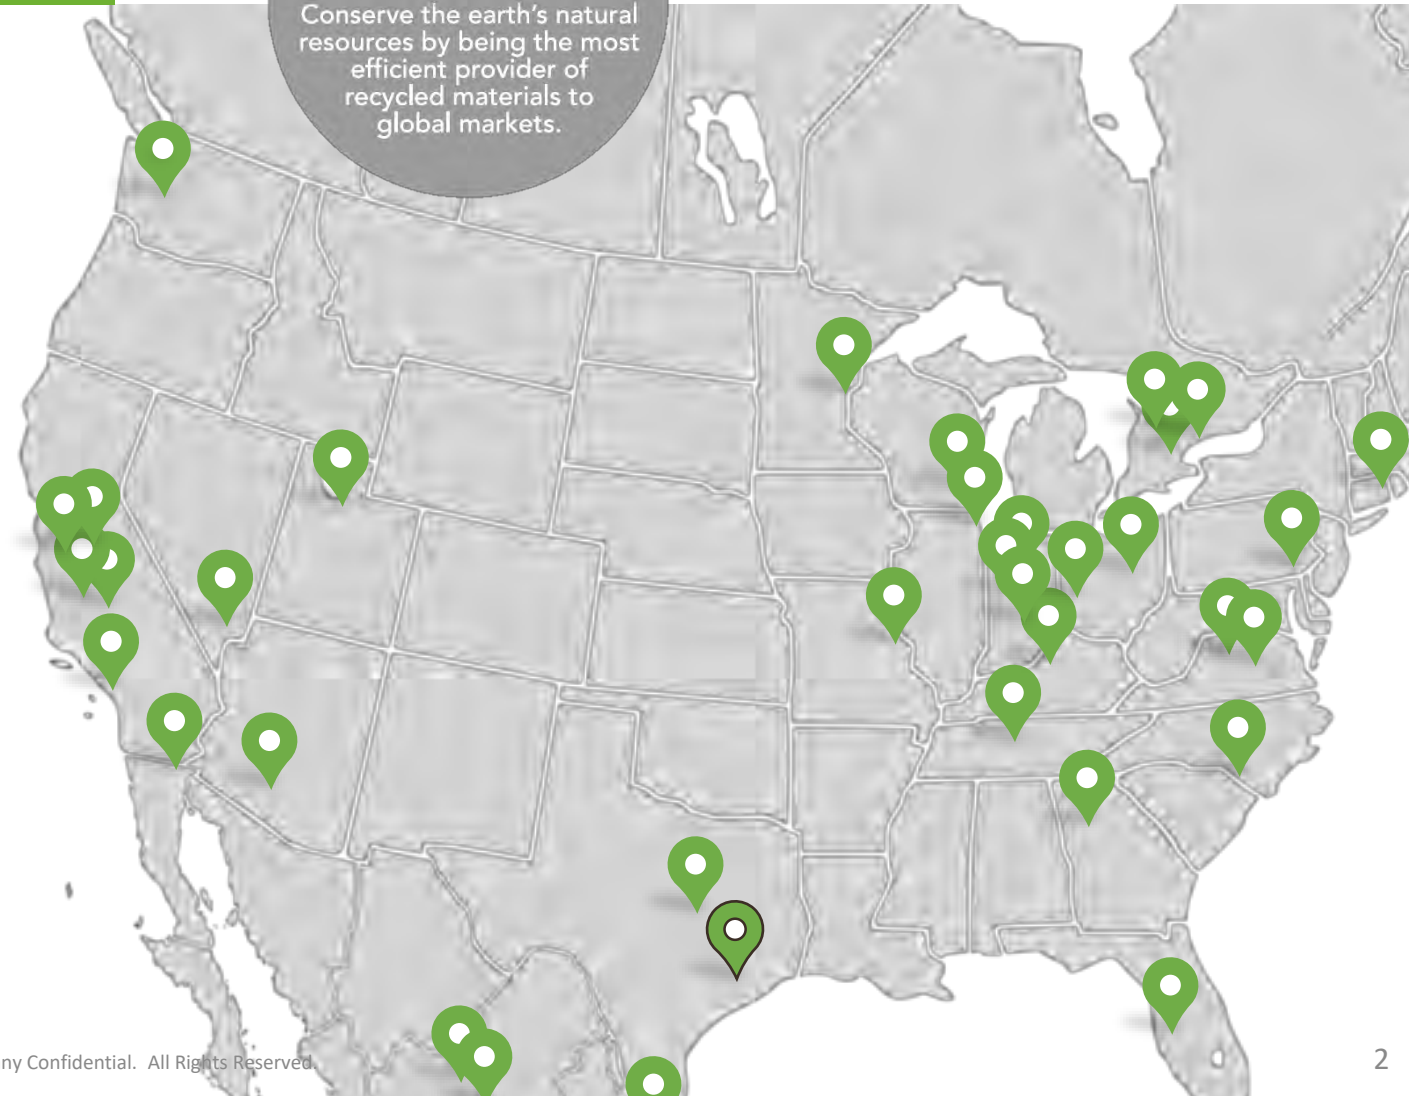 Conserve the earth's natural
resources by being the most
efficient provider of
recycled materials to
global markets.
ny Confidential.  All Rights Reserved.
2